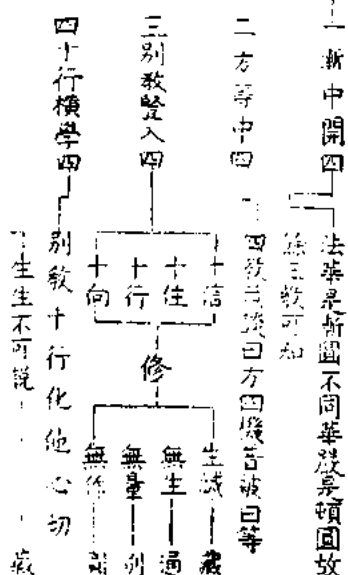 一漸中開四
法華是漸圓不同華嚴是頓圓故
餘三教可知
二方等中四
四教並談曰方四機普被曰等
三別教豎入四
十信
十住
十行
十向
修
生滅
無生
無量
無作
藏
通
別
四十行橫學四
別教十行化他心切
生生不可說
藏